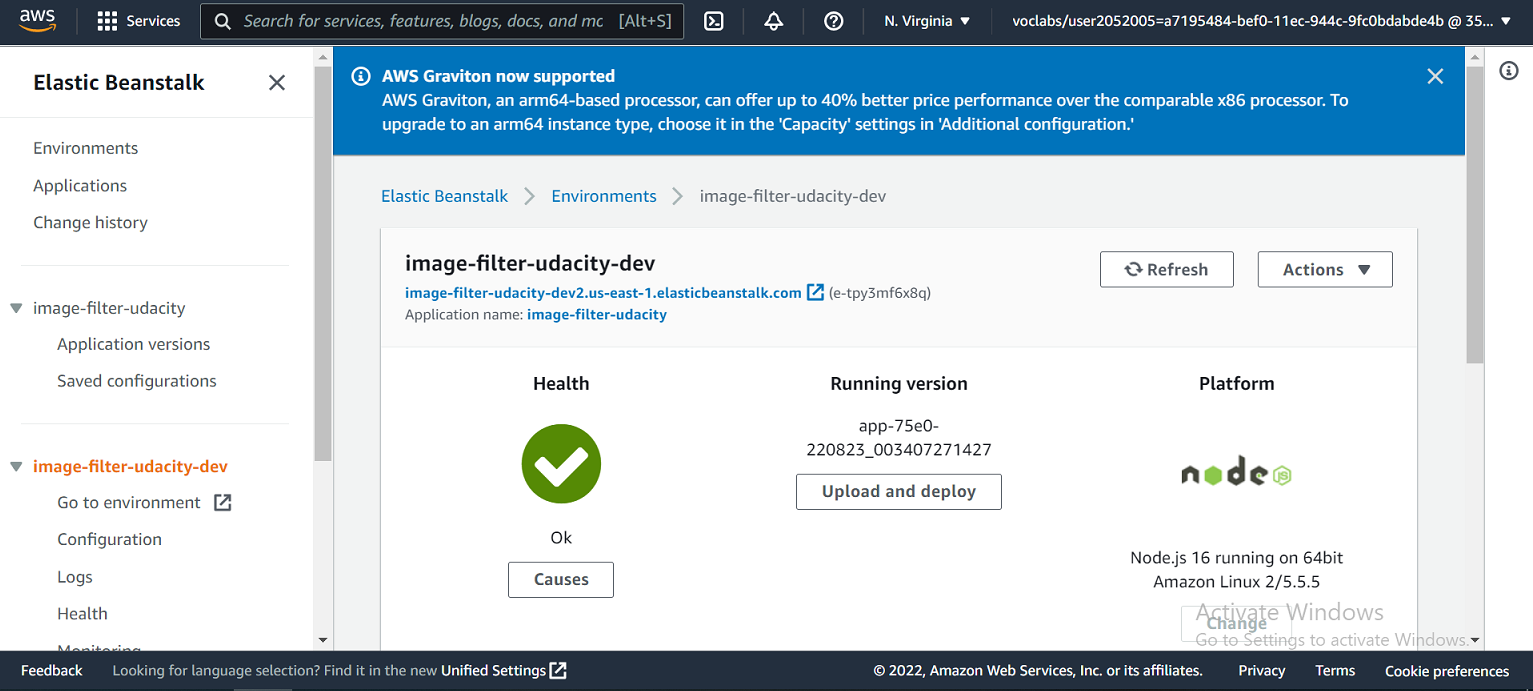 aws
Services
Search for services, features, blogs, docs, and mc [Alt+S]
N. Virginia
voclabs/user2052005=a7195484-bef0-11ec-944c-9fc0bdabde4b @ 35...
Elastic Beanstalk
Environments
Applications
Change history
image-filter-udacity
Application versions
Saved configurations
image-filter-udacity-dev
Go to environment
Configuration
Logs
Health
Monitoring
AWS Graviton now supported
AWS Graviton, an arm64-based processor, can offer up to 40% better price performance over the comparable x86 processor. To
upgrade to an arm64 instance type, choose it in the 'Capacity' settings in 'Additional configuration.'
Elastic Beanstalk > Environments > image-filter-udacity-dev
image-filter-udacity-dev
image-filter-udacity-dev2.us-east-1.elasticbeanstalk.com (e-tpy3mf6x8q)
Application name: image-filter-udacity
Refresh
Actions
Health
Ok
Causes
Running version
app-75e0-
220823_003407271427
Upload and deploy
Platform
node JS
Node.js 16 running on 64bit
Amazon Linux 2/5.5.5
Change
Activate Windows
Go to Settings to activate Windows.
Feedback
Looking for language selection? Find it in the new Unified Settings
© 2022, Amazon Web Services, Inc. or its affiliates.
Privacy
Terms
Cookie preferences